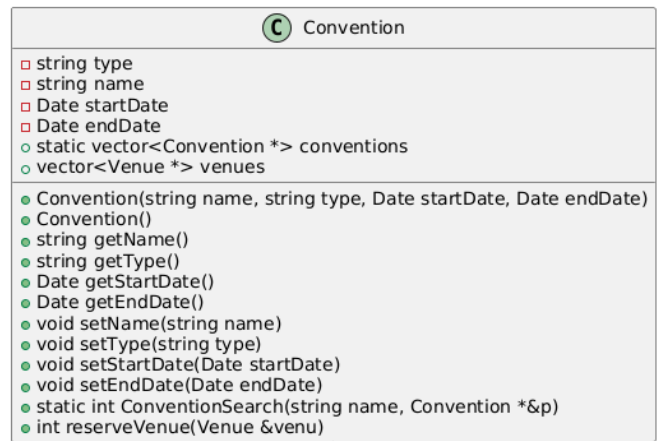 C Convention
string type
string name
Date startDate
Date endDate
static vector<Convention *> conventions
vector<Venue *> venues
Convention(string name, string type, Date startDate, Date endDate)
Convention()
string getName()
string getType()
Date getStartDate()
Date getEndDate()
void setName(string name)
void setType(string type)
void setStartDate(Date startDate)
void setEndDate(Date endDate)
static int ConventionSearch(string name, Convention *&p)
int reserveVenue(Venue &venu)